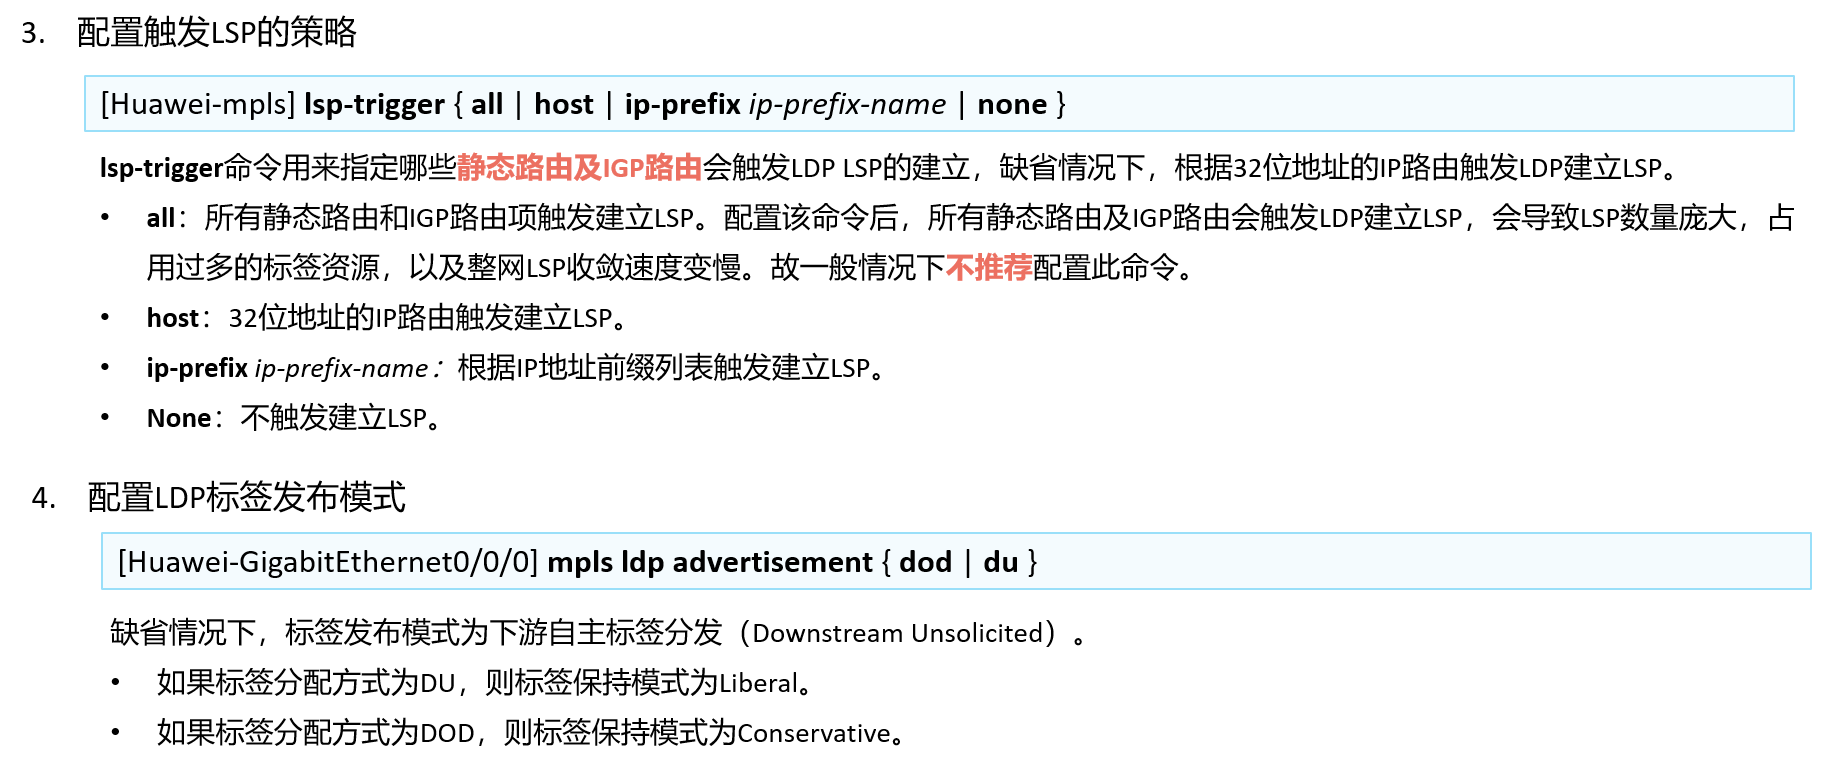 3. 配置触发LSP的策略
[Huawei-mpls] lsp-trigger { all | host | ip-prefix ip-prefix-name | none }
lsp-trigger命令用来指定哪些静态路由及IGP路由会触发LDP LSP的建立，缺省情况下，根据32位地址的IP路由触发LDP建立LSP。
• all：所有静态路由和IGP路由项触发建立LSP。配置该命令后，所有静态路由及IGP路由会触发LDP建立LSP，会导致LSP数量庞大，占
用过多的标签资源，以及整网LSP收敛速度变慢。故一般情况下不推荐配置此命令。
• host：32位地址的IP路由触发建立LSP。
• ip-prefix ip-prefix-name：根据IP地址前缀列表触发建立LSP。
• None：不触发建立LSP。
4. 配置LDP标签发布模式
[Huawei-GigabitEthernet0/0/0] mpls ldp advertisement { dod | du }
缺省情况下，标签发布模式为下游自主标签分发（Downstream Unsolicited）。
• 如果标签分配方式为DU，则标签保持模式为Liberal。
• 如果标签分配方式为DOD，则标签保持模式为Conservative。